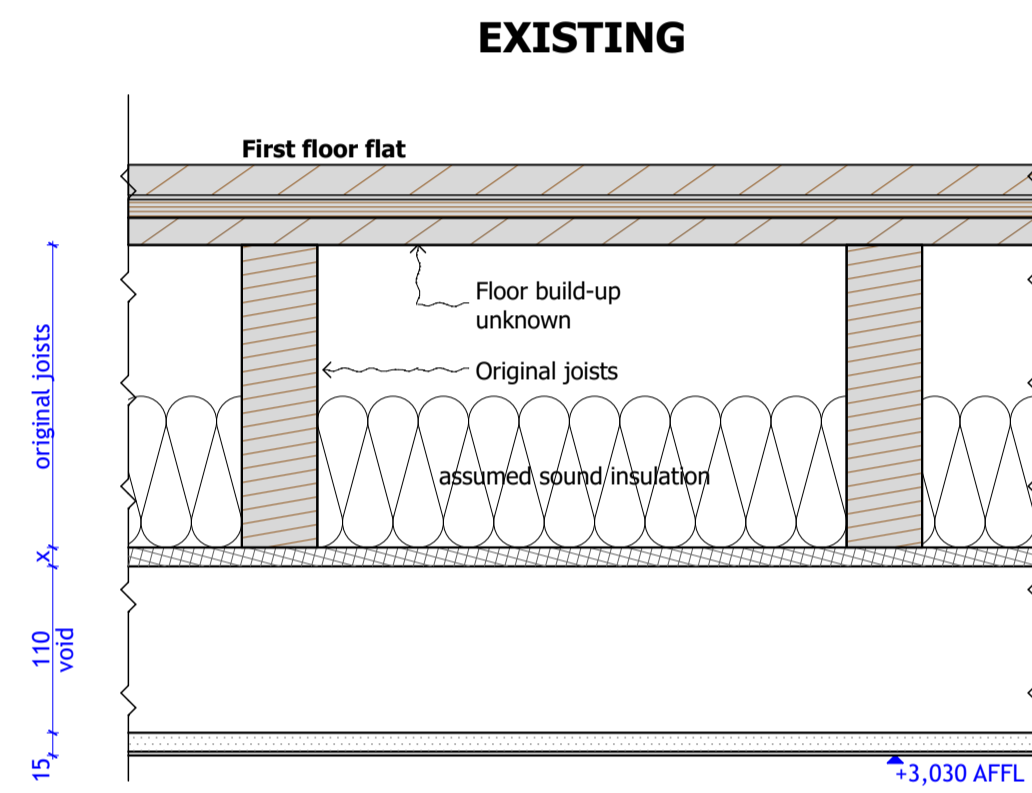 EXISTING
First floor flat
Floor build-up
unknown
Original joists
assumed sound insulation
original joists
x
110
void
15
+3,030 AFFL